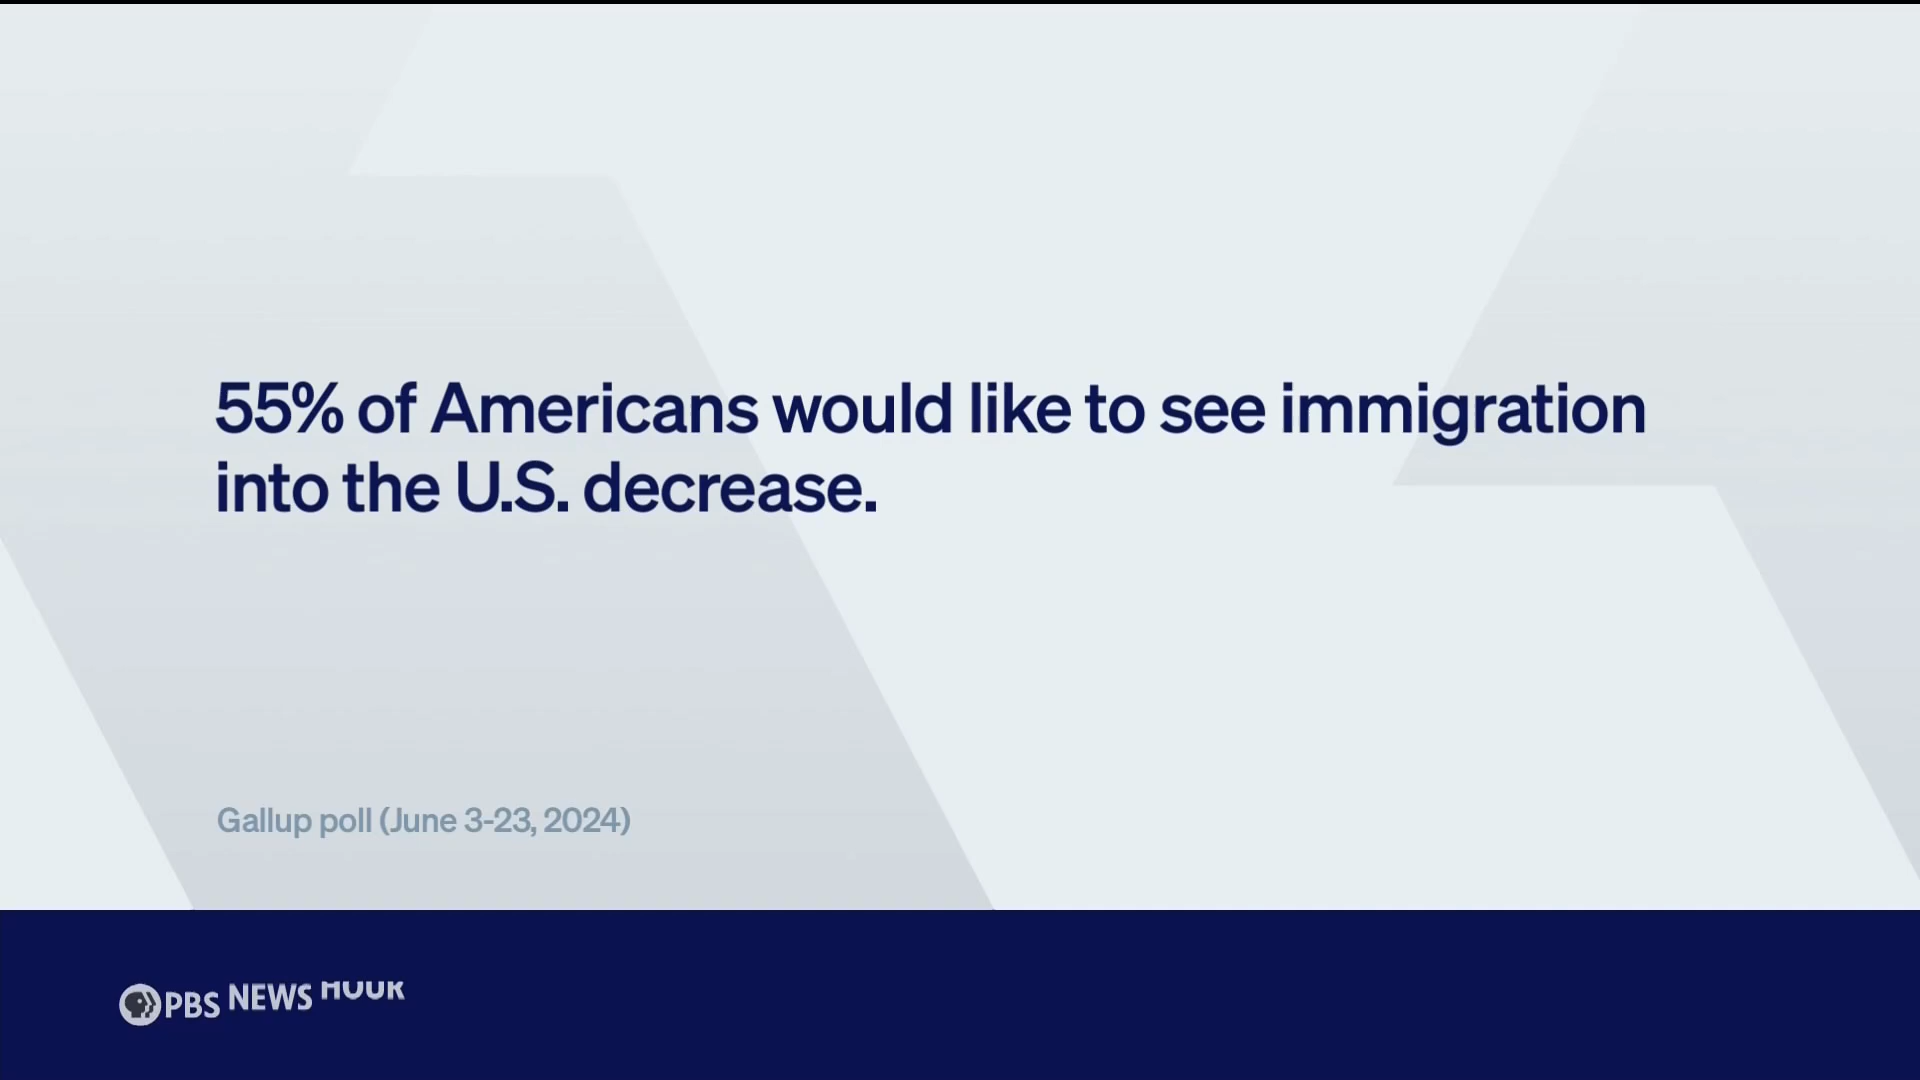 55% of Americans would like to see immigration
into the U.S. decrease.
Gallup poll (June 3-23, 2024)
PBS NEWS HOUR